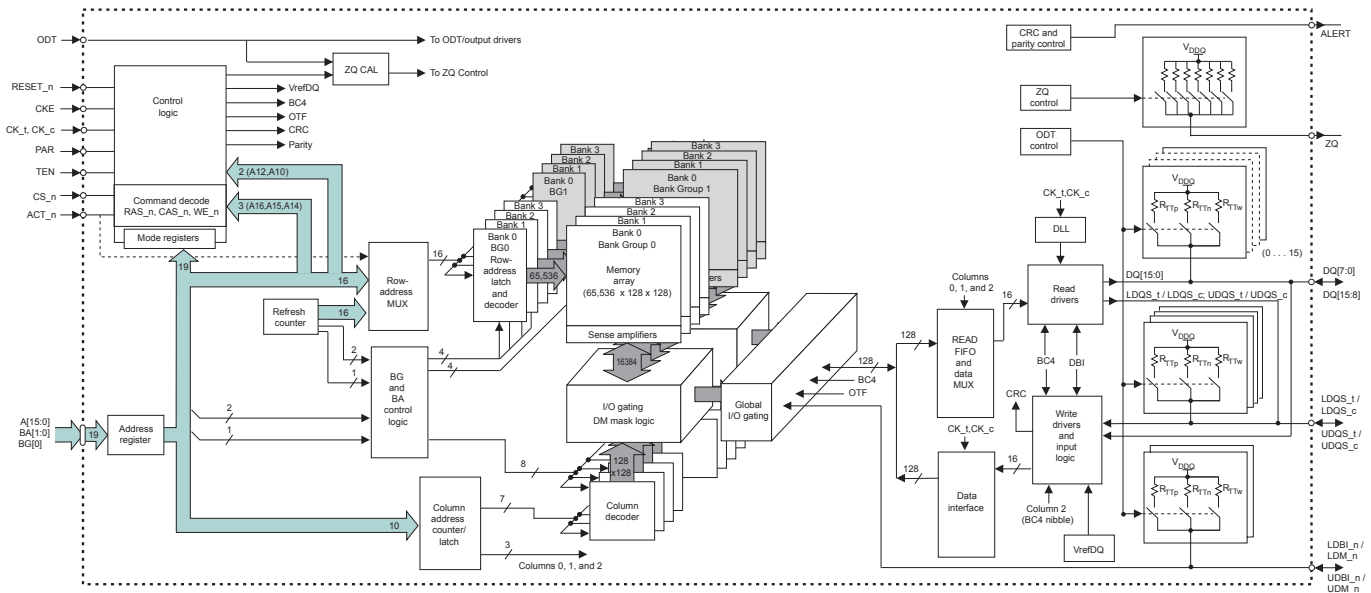 ODT
To ODT/output drivers
ZQ CAL
To ZQ Control
RESET_n
CKE
CK_t, CK_c
PAR
TEN
CS_n
ACT_n
Control
logic
VrefDQ
BC4
OTF
CRC
Parity
2 (A12,A10)
Command decode
RAS_n, CAS_n, WE_n
3 (A16,A15,A14)
Mode registers
19
16
Refresh
counter
16
Row-
address
MUX
16
2
1
BG
and
BA
control
logic
4
4
2
1
A[15:0]
BA[1:0]
BG[0]
19
Address
register
10
Column
address
counter/
latch
8
7
3
Columns 0, 1, and 2
Bank 3
Bank 2
Bank 1
Bank 0
BG1
Bank 3
Bank 2
Bank 1
Bank 0
BG0
Row-
address
latch
and
decoder
65,536
Bank 3
Bank 2
Bank 1
Bank 0
Bank Group 1
Bank 3
Bank 2
Bank 1
Bank 0
Bank Group 0
Memory
array
(65,536 x 128 x 128)
Sense amplifiers
ers
16384
I/O gating
DM mask logic
128
x128
Column
decoder
Global
I/O gating
128
BC4
OTF
128
128
Columns
0, 1, and 2
READ
FIFO
and
data
MUX
16
CK_t,CK_c
Data
interface
16
CK_t,CK_c
DLL
Read
drivers
BC4
DBI
CRC
Write
drivers
and
input
logic
Column 2
(BC4 nibble)
VrefDQ
DQ[15:0]
LDQS_t / LDQS_c; UDQS_t / UDQS_c
CRC and
parity control
ZQ
control
ODT
control
VDDQ
VDDQ
RTTp
RTTn
RTTw
(0 . . . 15)
VDDQ
RTTp
RTTn
RTTw
VDDQ
RTTp
RTTn
RTTw
ALERT
ZQ
DQ[7:0]
DQ[15:8]
LDQS_t /
LDQS_c
UDQS_t /
UDQS_c
LDBI_n /
LDM_n
UDBI_n /
UDM_n